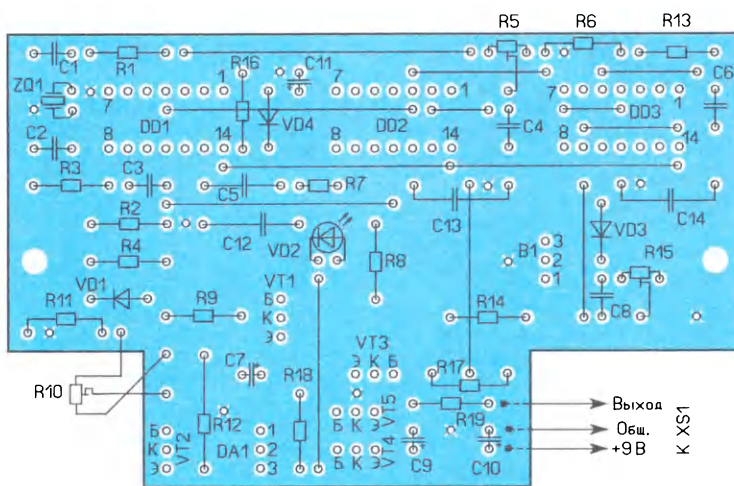 R5 R6 R13
C1 R1 R16 C11 C6
ZQ1 7 1 7 1 7 1
C2 8 DD1 14 VD4 8 DD2 14 C4 8 DD3 14
R3 C3 C5 R7 C13 C14
R2 C12 VD2 R8 B1 3 VD3
R4 2 R15
VD1 VT1 1
R11 R9 Б R14 C8
К
Э VT3
R10 C7 R18 Э К Б R17
R12 VT5 R19 Выход
Б DA1 1 Общ. К XS1
К VT2 2 VT4 +9 В
Э 3 Б К Э C9 C10